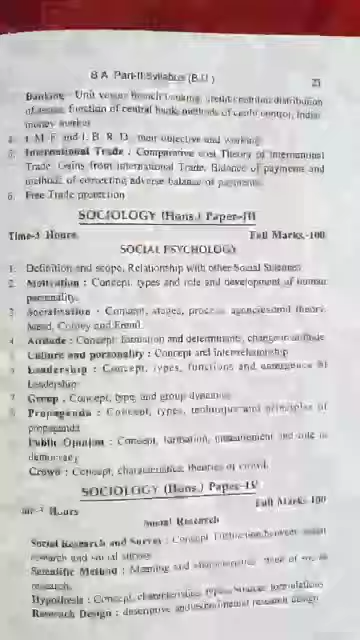 B A Part-II Syllabus (B.U.)
23
Banking - Unit versus branch banking, credit creation distribution
function of central bank methods of credit control, Indian
money market
4. I. M. F. and I. B. R. D. their objective and working
5. International Trade : Comparative cost Theory of International
Trade. Gains from international Trade, Balance of payments and
methods of correcting adverse balance of payments.
6. Free Trade protection
SOCIOLOGY (Hons.) Paper-III
Time-3 Hours Full Marks-100
SOCIAL PSYCHOLOGY
1. Definition and scope, Relationship with other Social Sciences
2. Motivation : Concept, types and role and development of human
personality.
3. Socialisation - Concept, stages, process agencies and theory
Mead, Cooley and Freud.
4. Attitude : Concept, formation and determinants, change in attitude
Culture and personality : Concept and interrelationship
6. Leadership : Concept, types, functions and emergence of
Leadership
7. Group , Concept, type, and group dynamics
8. Propaganda : Concept, types, technique and principles of
propaganda
Public Opinion : Concept, formation, measurement and role in
democracy
Crowd : Concept, characteristics, theories of crowd.
SOCIOLOGY (Hons.) Paper-IV
Hours Full Marks 100
Social Research
Social Research and Survey : Concept Distinction between social
research and social survey
Scientific Method : Meaning and characteristics, of social
research.
Hypothesis : Concept, characteristics, types, Sources, formulations
Research Design : descriptive and experimental research design